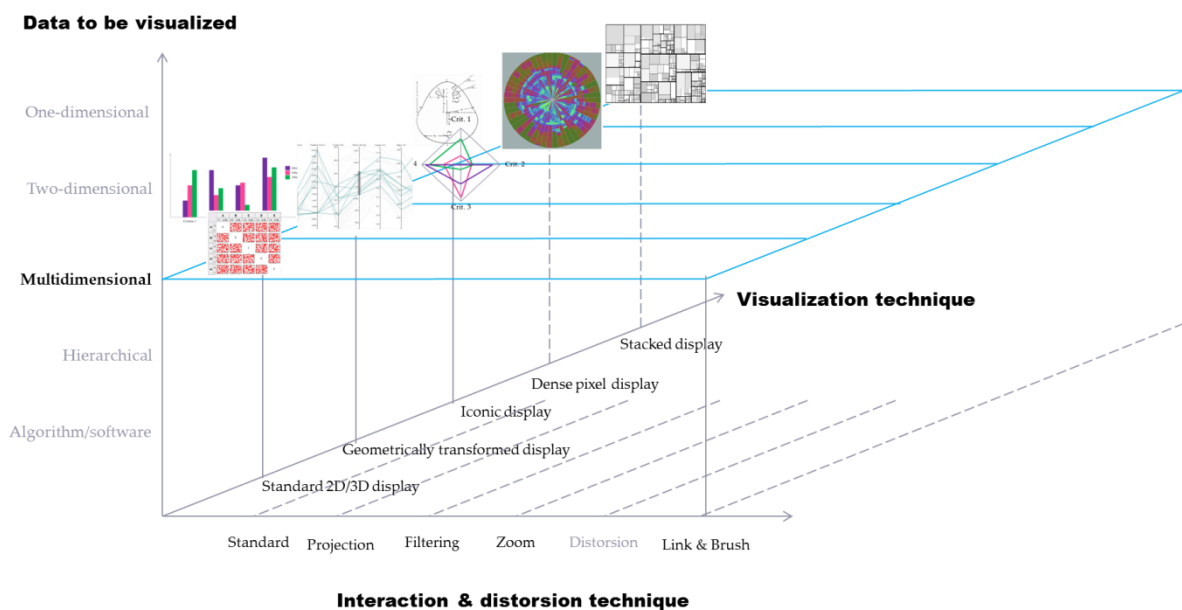 Data to be visualized
One-dimensional
Crit. 1
4
Crit. 2
Two-dimensional
Crit. 3
Multidimensional
Visualization technique
Hierarchical
Stacked display
Dense pixel display
Iconic display
Algorithm/software
Geometrically transformed display
Standard 2D/3D display
Standard
Projection
Filtering
Zoom
Distorsion
Link & Brush
Interaction & distorsion technique